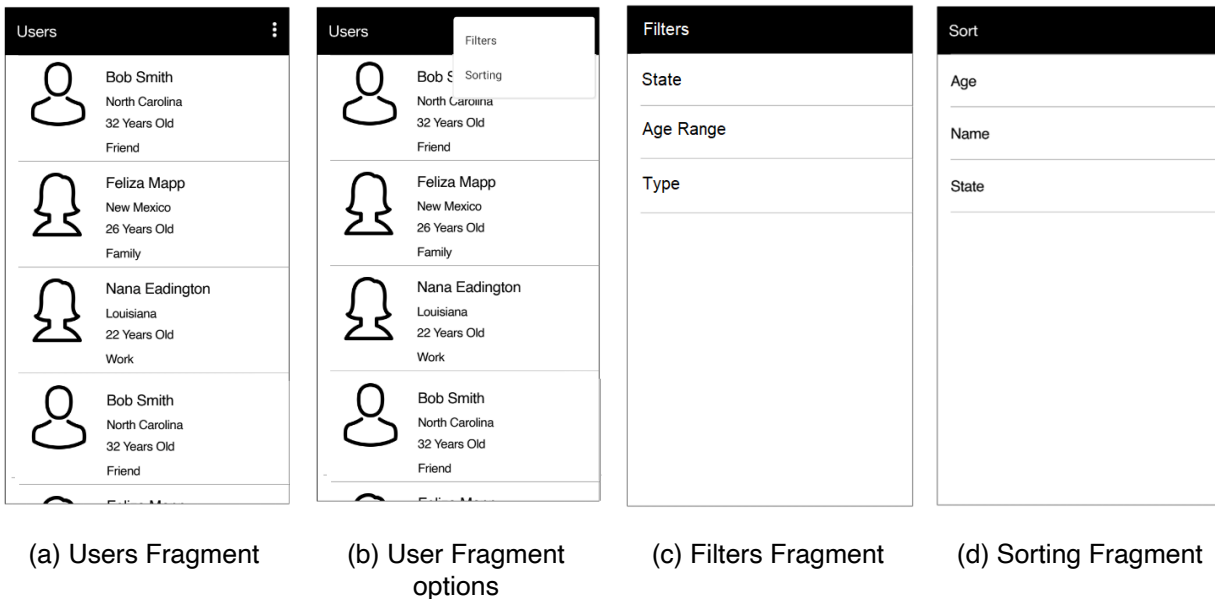 Users
Bob Smith
North Carolina
32 Years Old
Friend
Feliza Mapp
New Mexico
26 Years Old
Family
Nana Eadington
Louisiana
22 Years Old
Work
Bob Smith
North Carolina
32 Years Old
Friend
(a) Users Fragment
Users
Filters
Sorting
Bob S
North Carolina
32 Years Old
Friend
Feliza Mapp
New Mexico
26 Years Old
Family
Nana Eadington
Louisiana
22 Years Old
Work
Bob Smith
North Carolina
32 Years Old
Friend
(b) User Fragment
options
Filters
State
Age Range
Type
(c) Filters Fragment
Sort
Age
Name
State
(d) Sorting Fragment